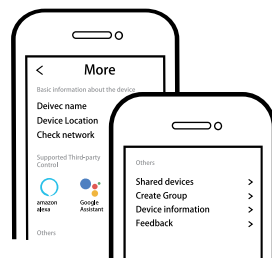 < More
Basic information about the device
Deivec name
Device Location
Check network
Supported Third-party
Control
amazon
alexa
Google
Assistant
Others
Others
Shared devices >
Create Group >
Device information >
Feedback >